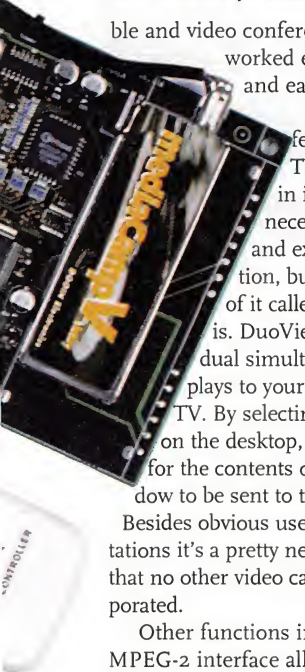 ble and video confere
worked e
and ea
fe
T
in i
nece
and ex
tion, bu
of it calle
is. DuoVie
dual simult
plays to your
TV. By selectin
on the desktop,
for the contents o
dow to be sent to t
Besides obvious use
tations it's a pretty ne
that no other video ca
porated.
Other functions in
MPEG-2 interface all
mediaCamp V
CONTROLLER